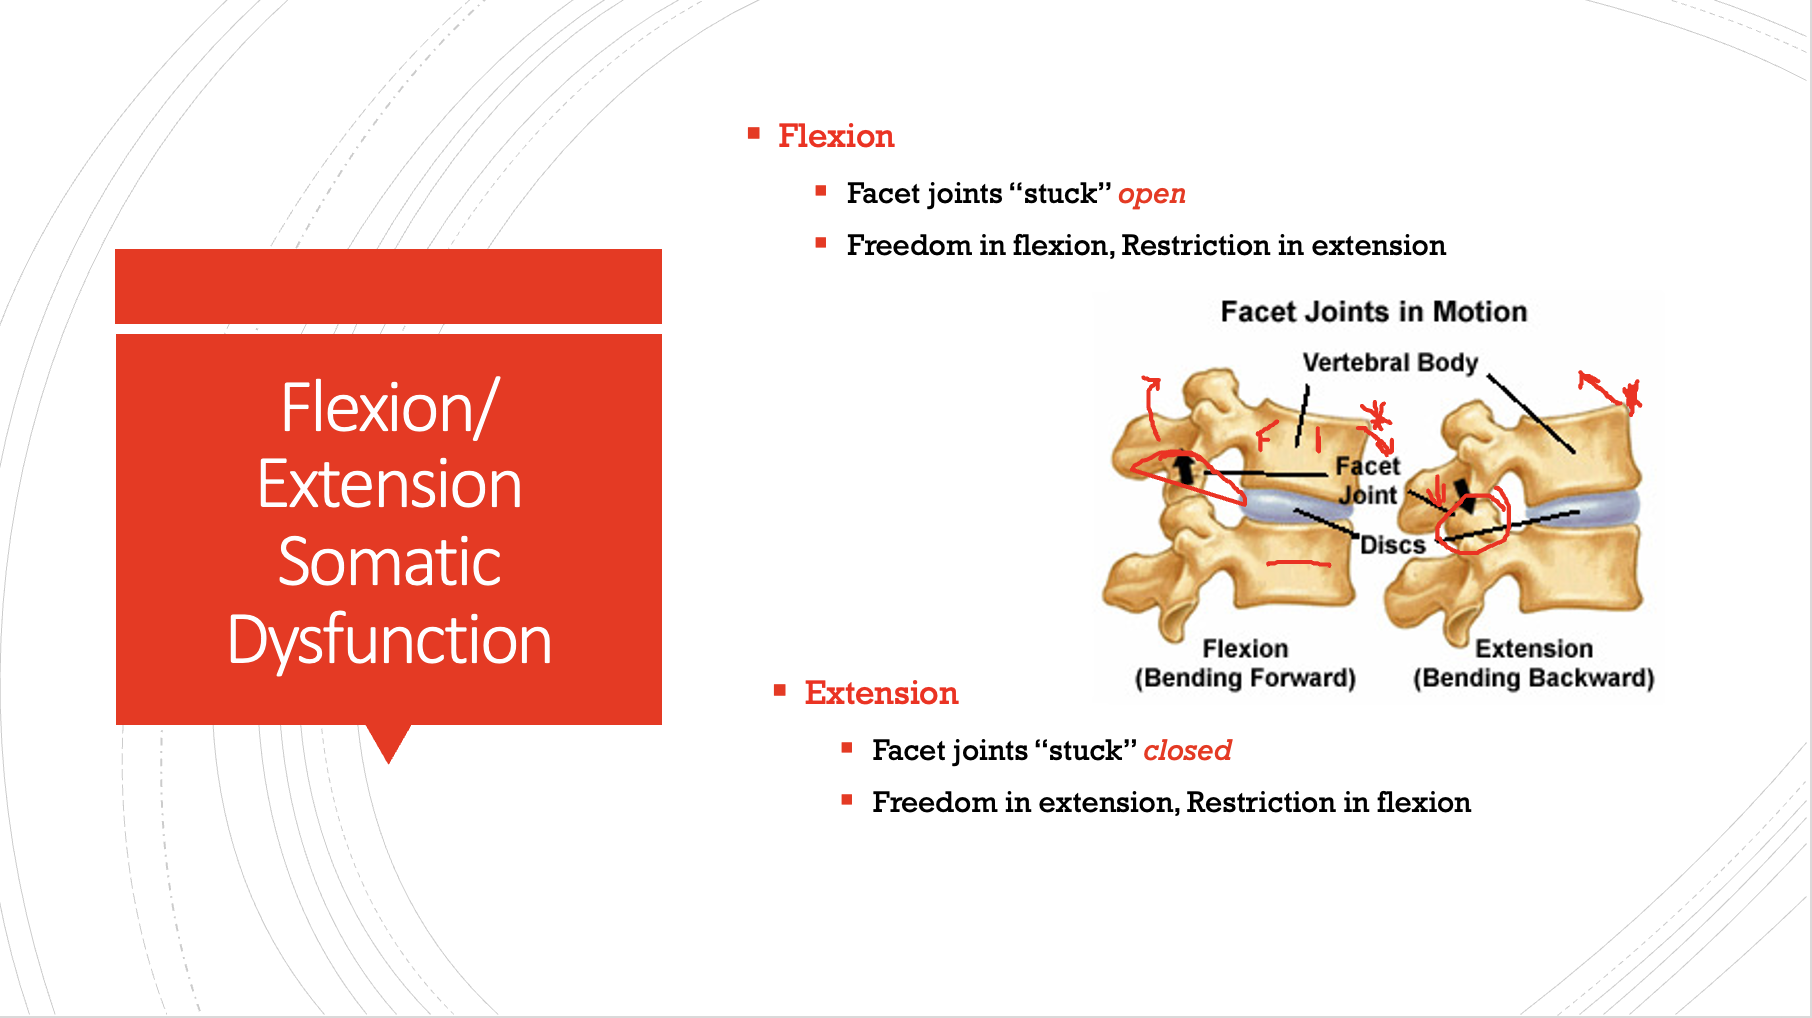 Flexion/
Extension
Somatic
Dysfunction
Flexion
Facet joints “stuck” open
Freedom in flexion, Restriction in extension
Facet Joints in Motion
Vertebral Body
Facet
Joint
Discs
Flexion
(Bending Forward)
Extension
(Bending Backward)
Extension
Facet joints “stuck” closed
Freedom in extension, Restriction in flexion